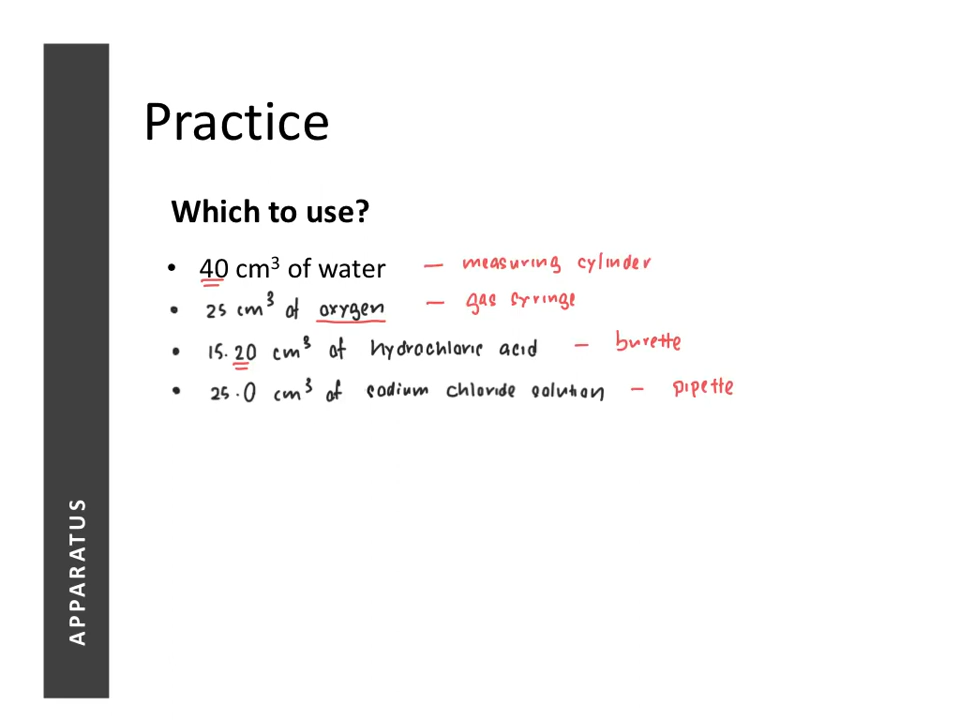 Practice
Which to use?
• 40 cm³ of water — measuring cylinder
• 25 cm³ of oxygen — gas syringe
• 15.20 cm³ of hydrochloric acid — burette
• 25.0 cm³ of sodium chloride solution — pipette
APPARATUS